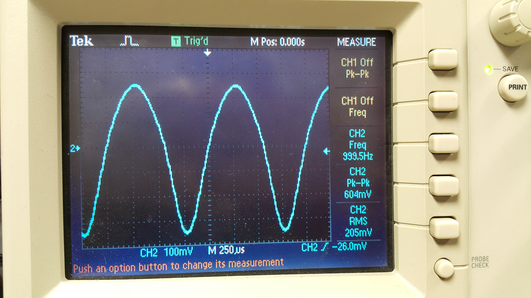 Tek T Trig'd M Pos: 0.000s MEASURE
CH1 Off
Pk-Pk
CH1 Off
Freq
CH2
Freq
999.5Hz
CH2
Pk-Pk
604mV
CH2
RMS
205mV
2
CH2 100mV M 250µs CH2 -26.0mV
Push an option button to change its measurement
SAVE
PRINT
PROBE
CHECK